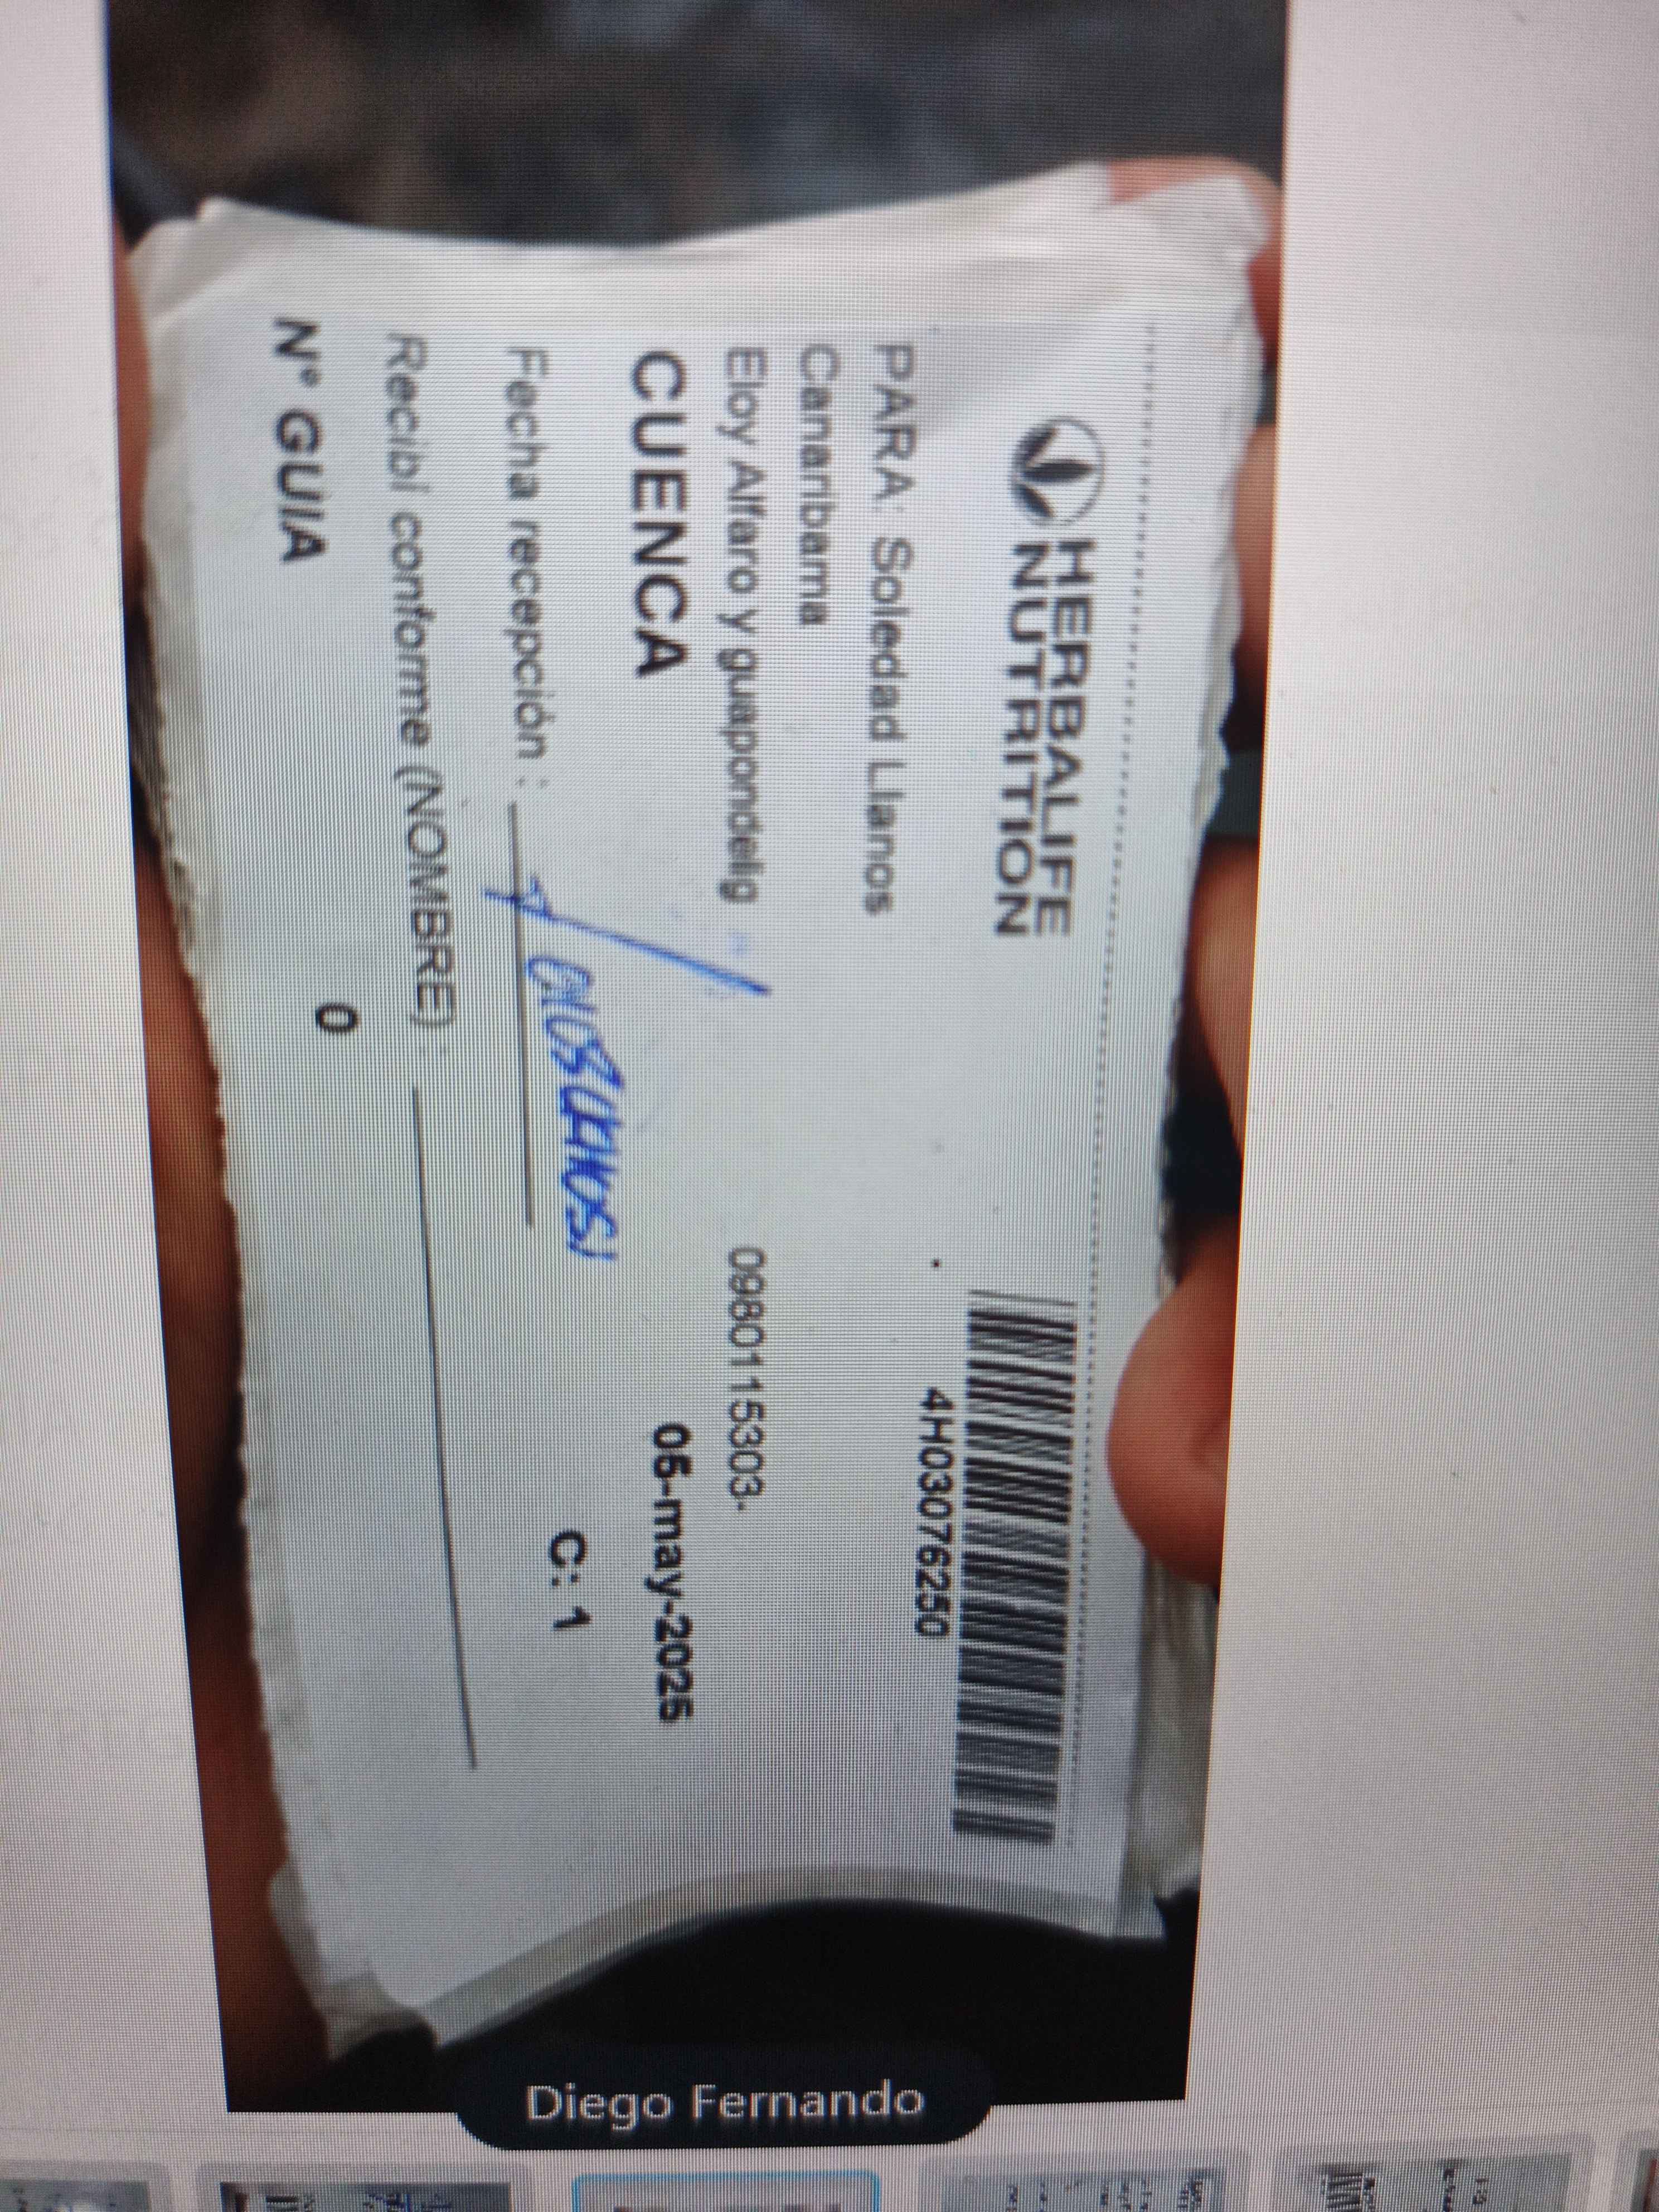 HERBALIFE
NUTRITION
4H03076250
PARA: Soledad Llanos
Canaribama
Eloy Alfaro y guapondelig
0980115303-
CUENCA
05-may-2025
Fecha recepción :
C: 1
Recibí conforme (NOMBRE) :
N° GUIA
0
Diego Fernando